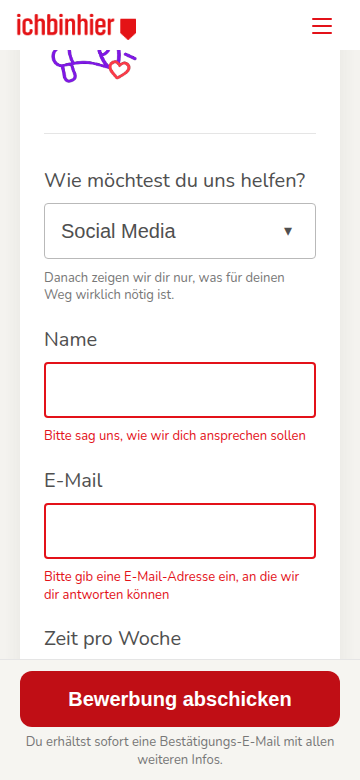 ichbinhier
Wie möchtest du uns helfen?
Social Media
Danach zeigen wir dir nur, was für deinen
Weg wirklich nötig ist.
Name
Bitte sag uns, wie wir dich ansprechen sollen
E-Mail
Bitte gib eine E-Mail-Adresse ein, an die wir
dir antworten können
Zeit pro Woche
Bewerbung abschicken
Du erhältst sofort eine Bestätigungs-E-Mail mit allen
weiteren Infos.